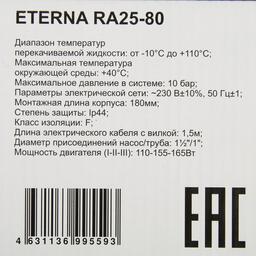 ETERNA RA25-80
Диапазон температур
перекачиваемой жидкости: от -10°C до +110°C;
Максимальная температура
окружающей среды: +40°C;
Максимальное давление в системе: 10 бар;
Параметры электрической сети: ~230 В±10%, 50 Гц±1;
Монтажная длина корпуса: 180мм;
Степень защиты: Ip44;
Класс изоляции: F;
Длина электрического кабеля с вилкой: 1,5м;
Диаметр присоединений насос/труба: 1½"/1";
Мощность двигателя (I-II-III): 110-155-165Вт
4 631136 995593
EAC